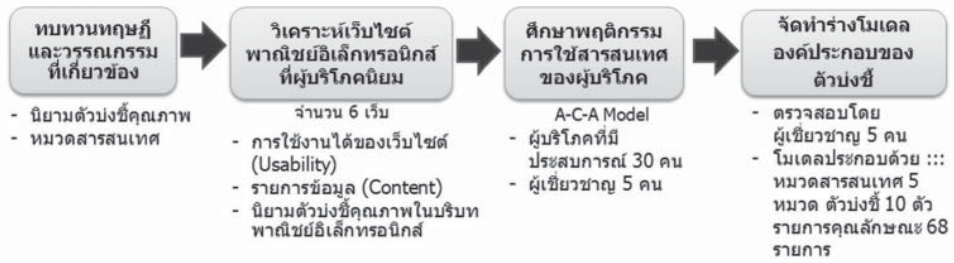 ทบทวนทฤษฎี
และวรรณกรรม
ที่เกี่ยวข้อง
- นิยามตัวบ่งชี้คุณภาพ
- หมวดสารสนเทศ
วิเคราะห์เว็บไซต์
พาณิชย์อิเล็กทรอนิกส์
ที่ผู้บริโภคนิยม
จำนวน 6 เว็บ
- การใช้งานได้ของเว็บไซต์
(Usability)
- รายการข้อมูล (Content)
- นิยามตัวบ่งชี้คุณภาพในบริบท
พาณิชย์อิเล็กทรอนิกส์
ศึกษาพฤติกรรม
การใช้สารสนเทศ
ของผู้บริโภค
A-C-A Model
- ผู้บริโภคที่มี
ประสบการณ์ 30 คน
- ผู้เชี่ยวชาญ 5 คน
จัดทำร่างโมเดล
องค์ประกอบของ
ตัวบ่งชี้
- ตรวจสอบโดย
ผู้เชี่ยวชาญ 5 คน
- โมเดลประกอบด้วย :::
หมวดสารสนเทศ 5
หมวด ตัวบ่งชี้ 10 ตัว
รายการคุณลักษณะ 68
รายการ